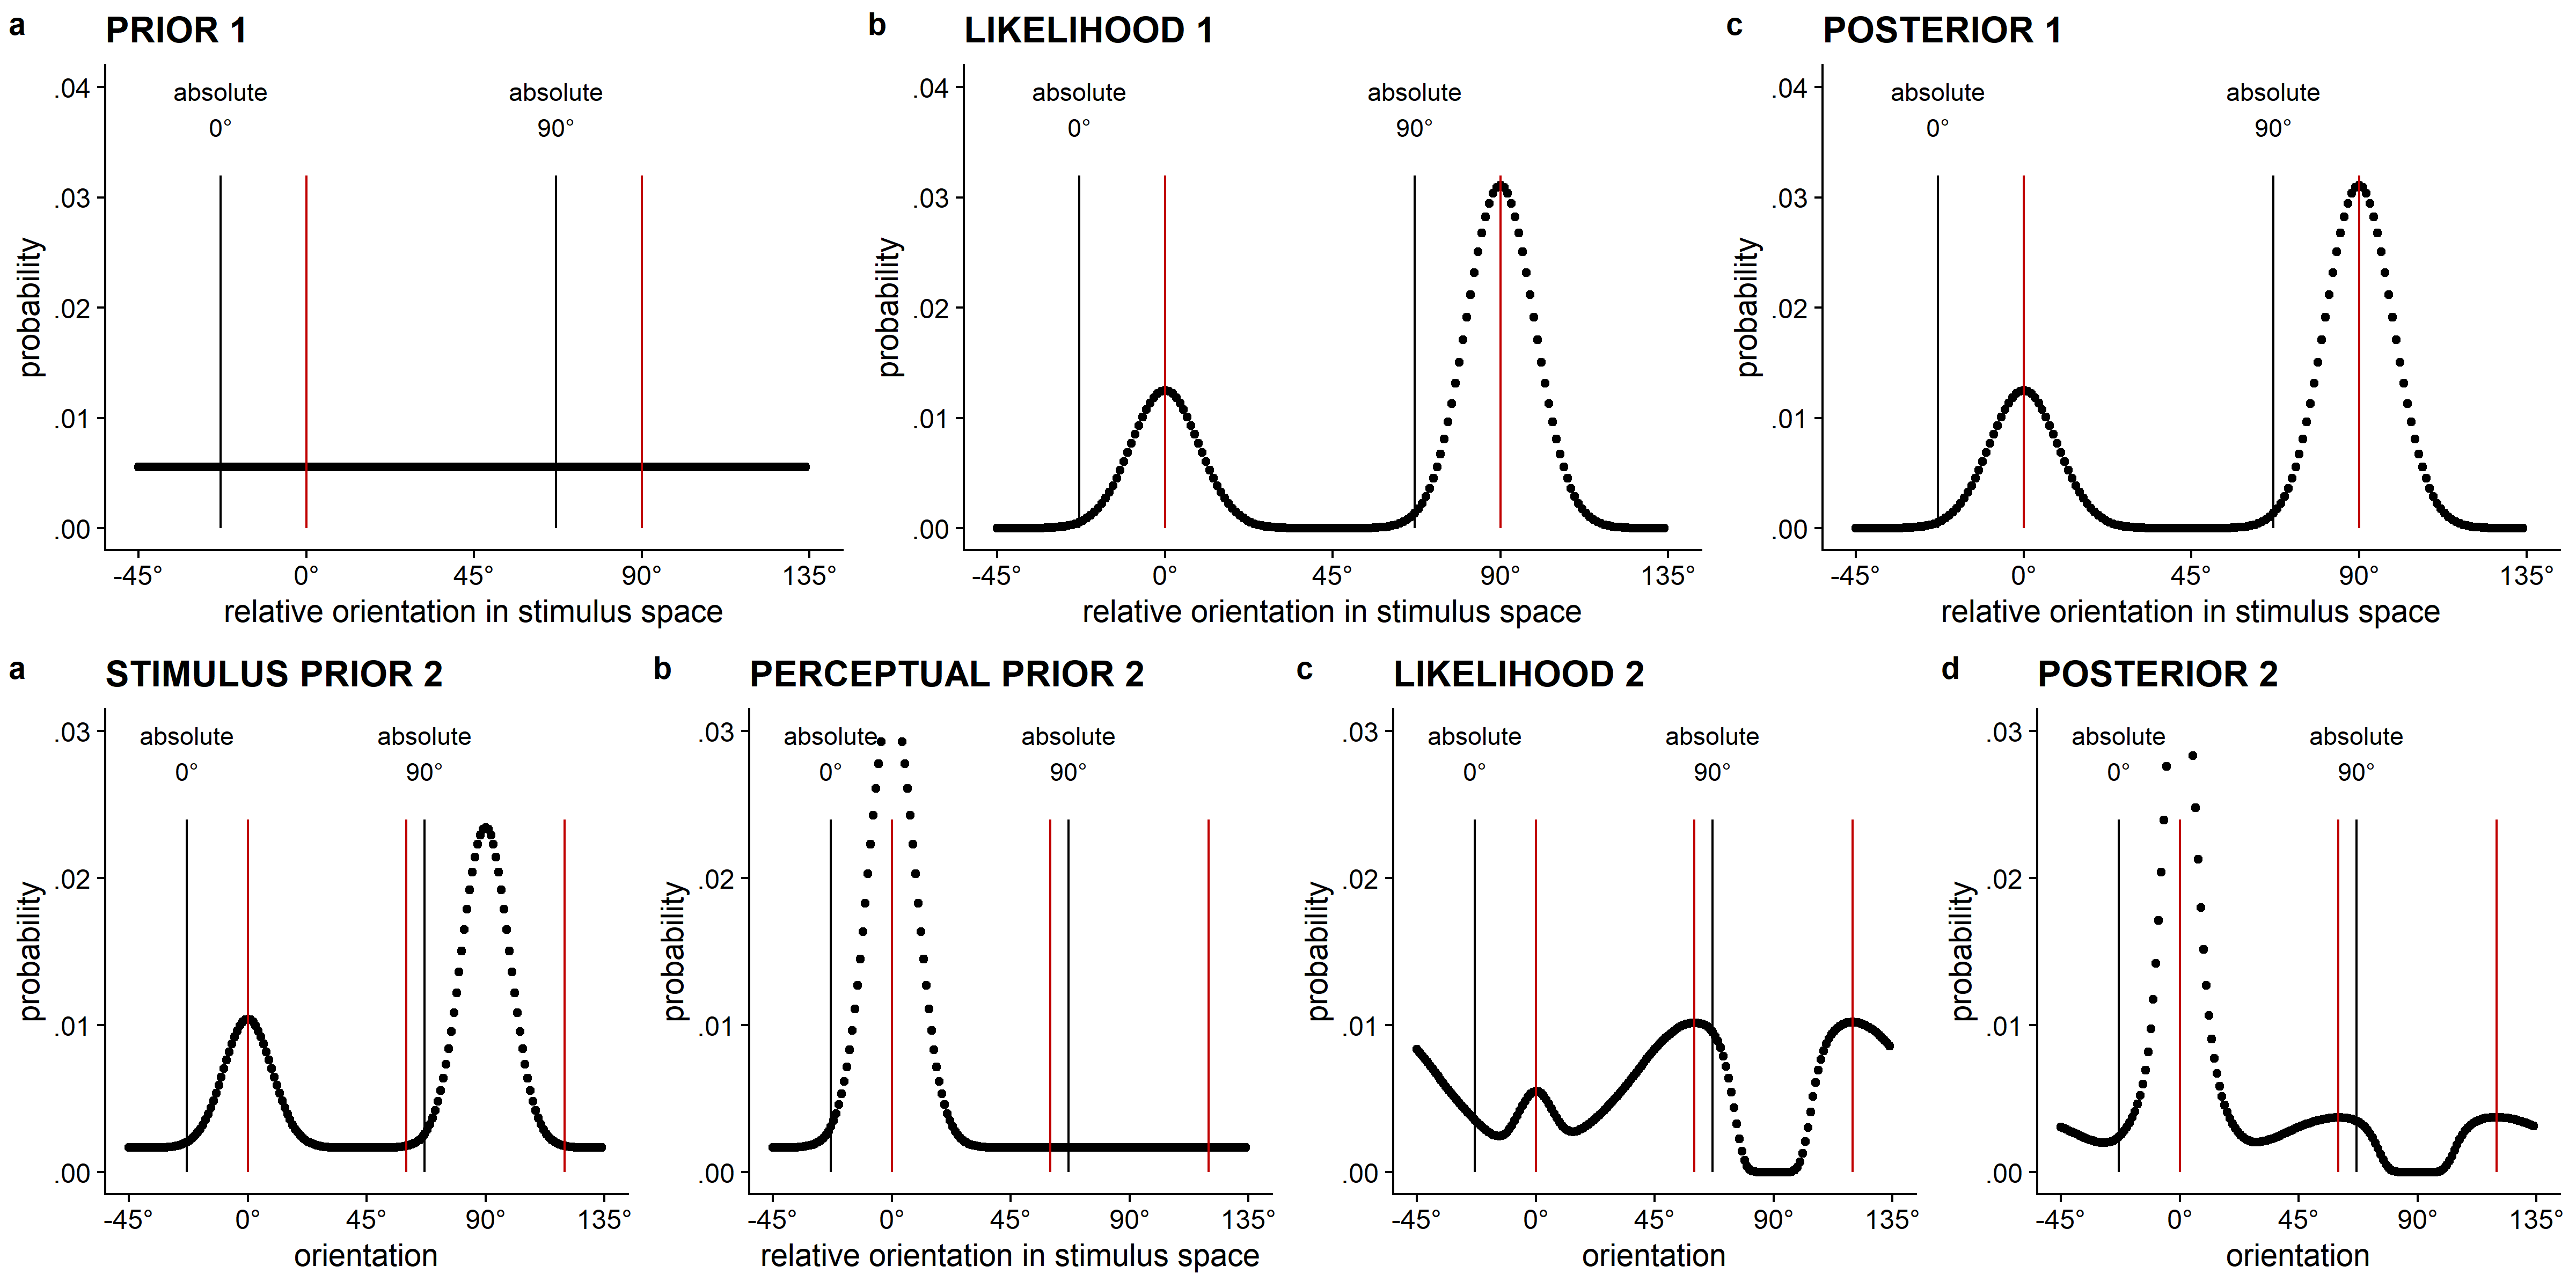 a PRIOR 1
.04
.03
.02
.01
.00
probability
absolute 0°
absolute 90°
-45° 0° 45° 90° 135°
relative orientation in stimulus space
b LIKELIHOOD 1
.04
.03
.02
.01
.00
probability
absolute 0°
absolute 90°
-45° 0° 45° 90° 135°
relative orientation in stimulus space
c POSTERIOR 1
.04
.03
.02
.01
.00
probability
absolute 0°
absolute 90°
-45° 0° 45° 90° 135°
relative orientation in stimulus space
a STIMULUS PRIOR 2
.03
.02
.01
.00
probability
absolute 0°
absolute 90°
-45° 0° 45° 90° 135°
orientation
b PERCEPTUAL PRIOR 2
.03
.02
.01
.00
probability
absolute 0°
absolute 90°
-45° 0° 45° 90° 135°
relative orientation in stimulus space
c LIKELIHOOD 2
.03
.02
.01
.00
probability
absolute 0°
absolute 90°
-45° 0° 45° 90° 135°
orientation
d POSTERIOR 2
.03
.02
.01
.00
probability
absolute 0°
absolute 90°
-45° 0° 45° 90° 135°
orientation